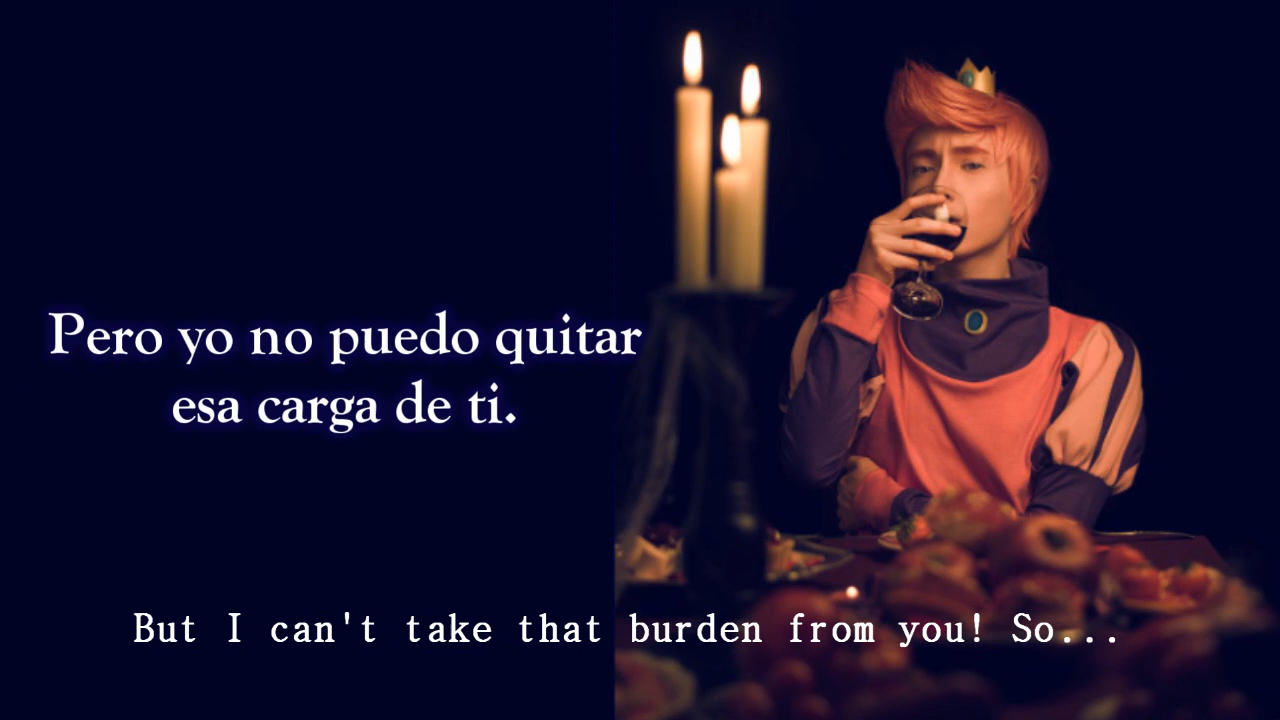 Pero yo no puedo quitar
esa carga de ti.
But I can't take that burden from you! So...